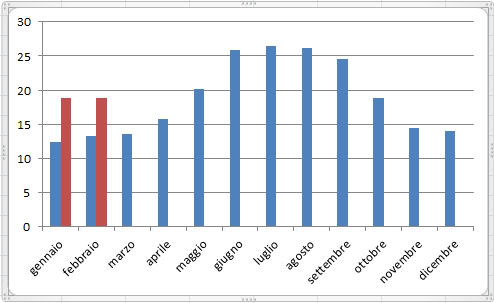 30
25
20
15
10
5
0
gennaio
febbraio
marzo
aprile
maggio
giugno
luglio
agosto
settembre
ottobre
novembre
dicembre